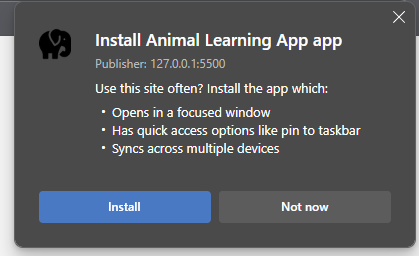 Install Animal Learning App app
Publisher: 127.0.0.1:5500
Use this site often? Install the app which:
• Opens in a focused window
• Has quick access options like pin to taskbar
• Syncs across multiple devices
Install
Not now